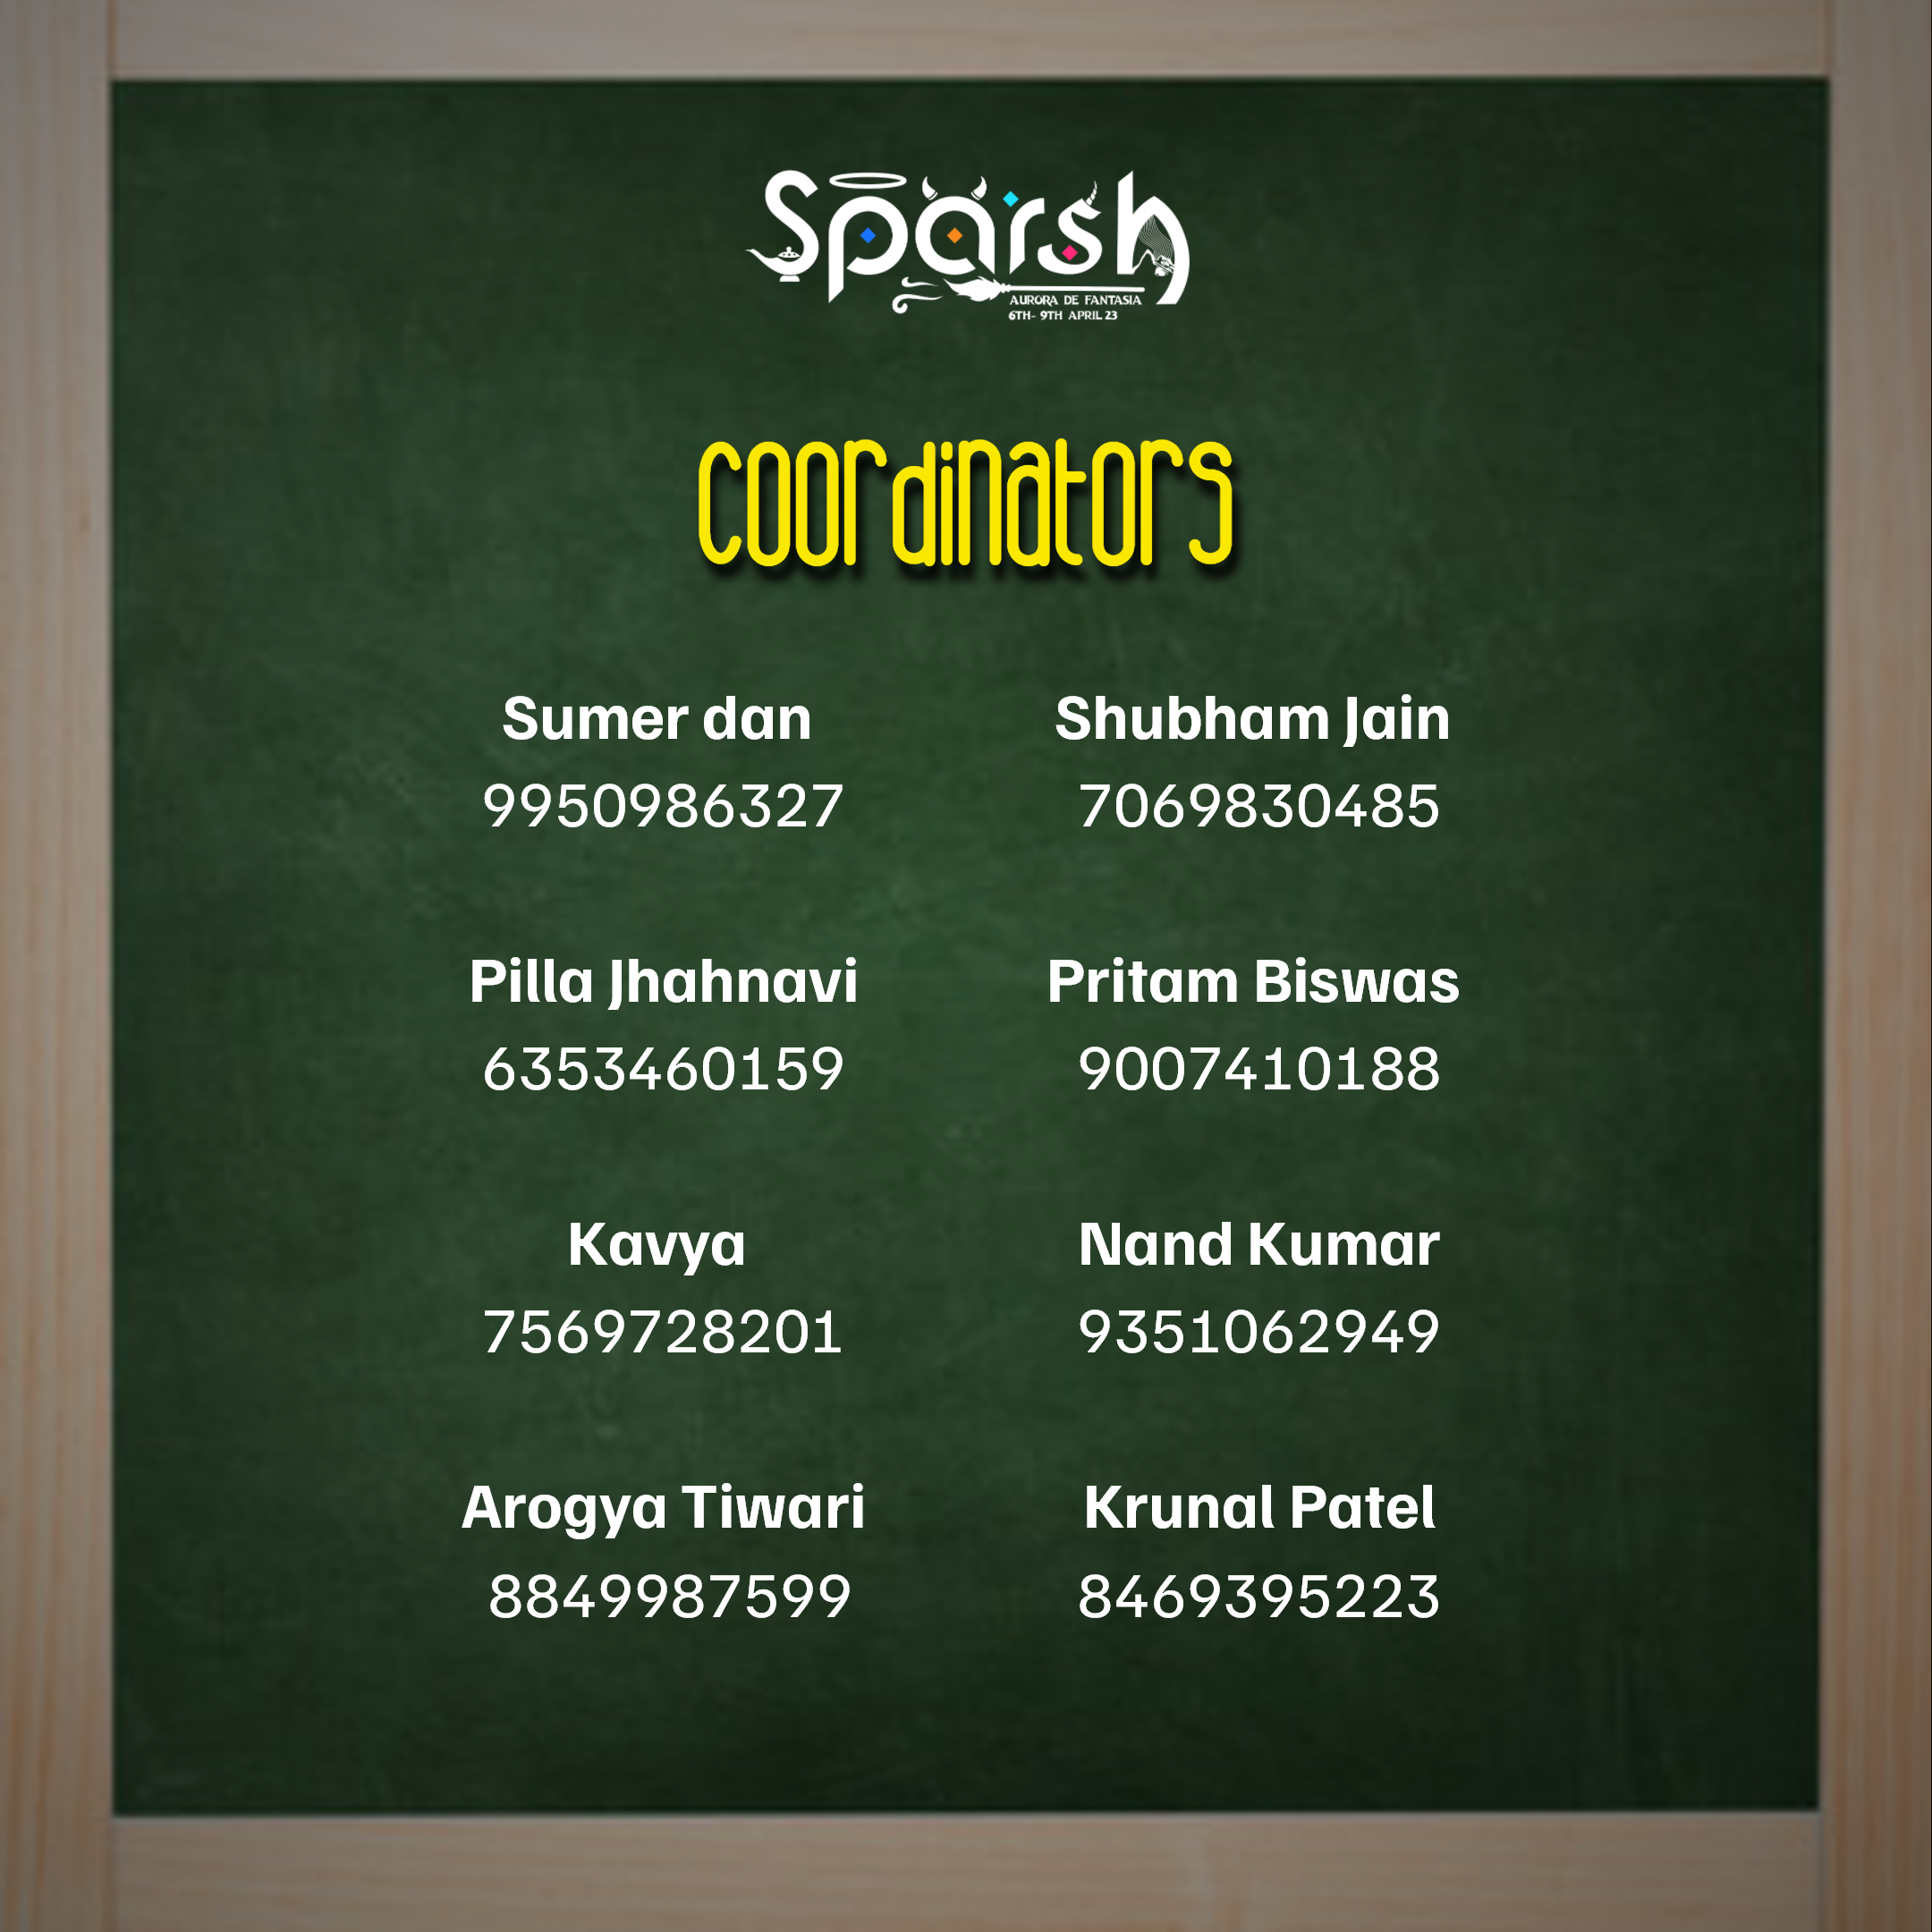 Sparsh
AURORA DE FANTASIA
6TH- 9TH APRIL 23
coordinators
Sumer dan
9950986327
Shubham Jain
7069830485
Pilla Jhahnavi
6353460159
Pritam Biswas
9007410188
Kavya
7569728201
Nand Kumar
9351062949
Arogya Tiwari
8849987599
Krunal Patel
8469395223